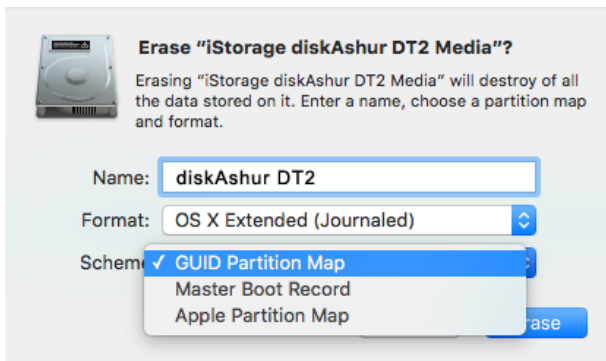 Erase “iStorage diskAshur DT2 Media”?
Erasing “iStorage diskAshur DT2 Media” will destroy of all
the data stored on it. Enter a name, choose a partition map
and format.
Name: diskAshur DT2
Format: OS X Extended (Journaled)
Scheme ✓ GUID Partition Map
Master Boot Record
Apple Partition Map
rase